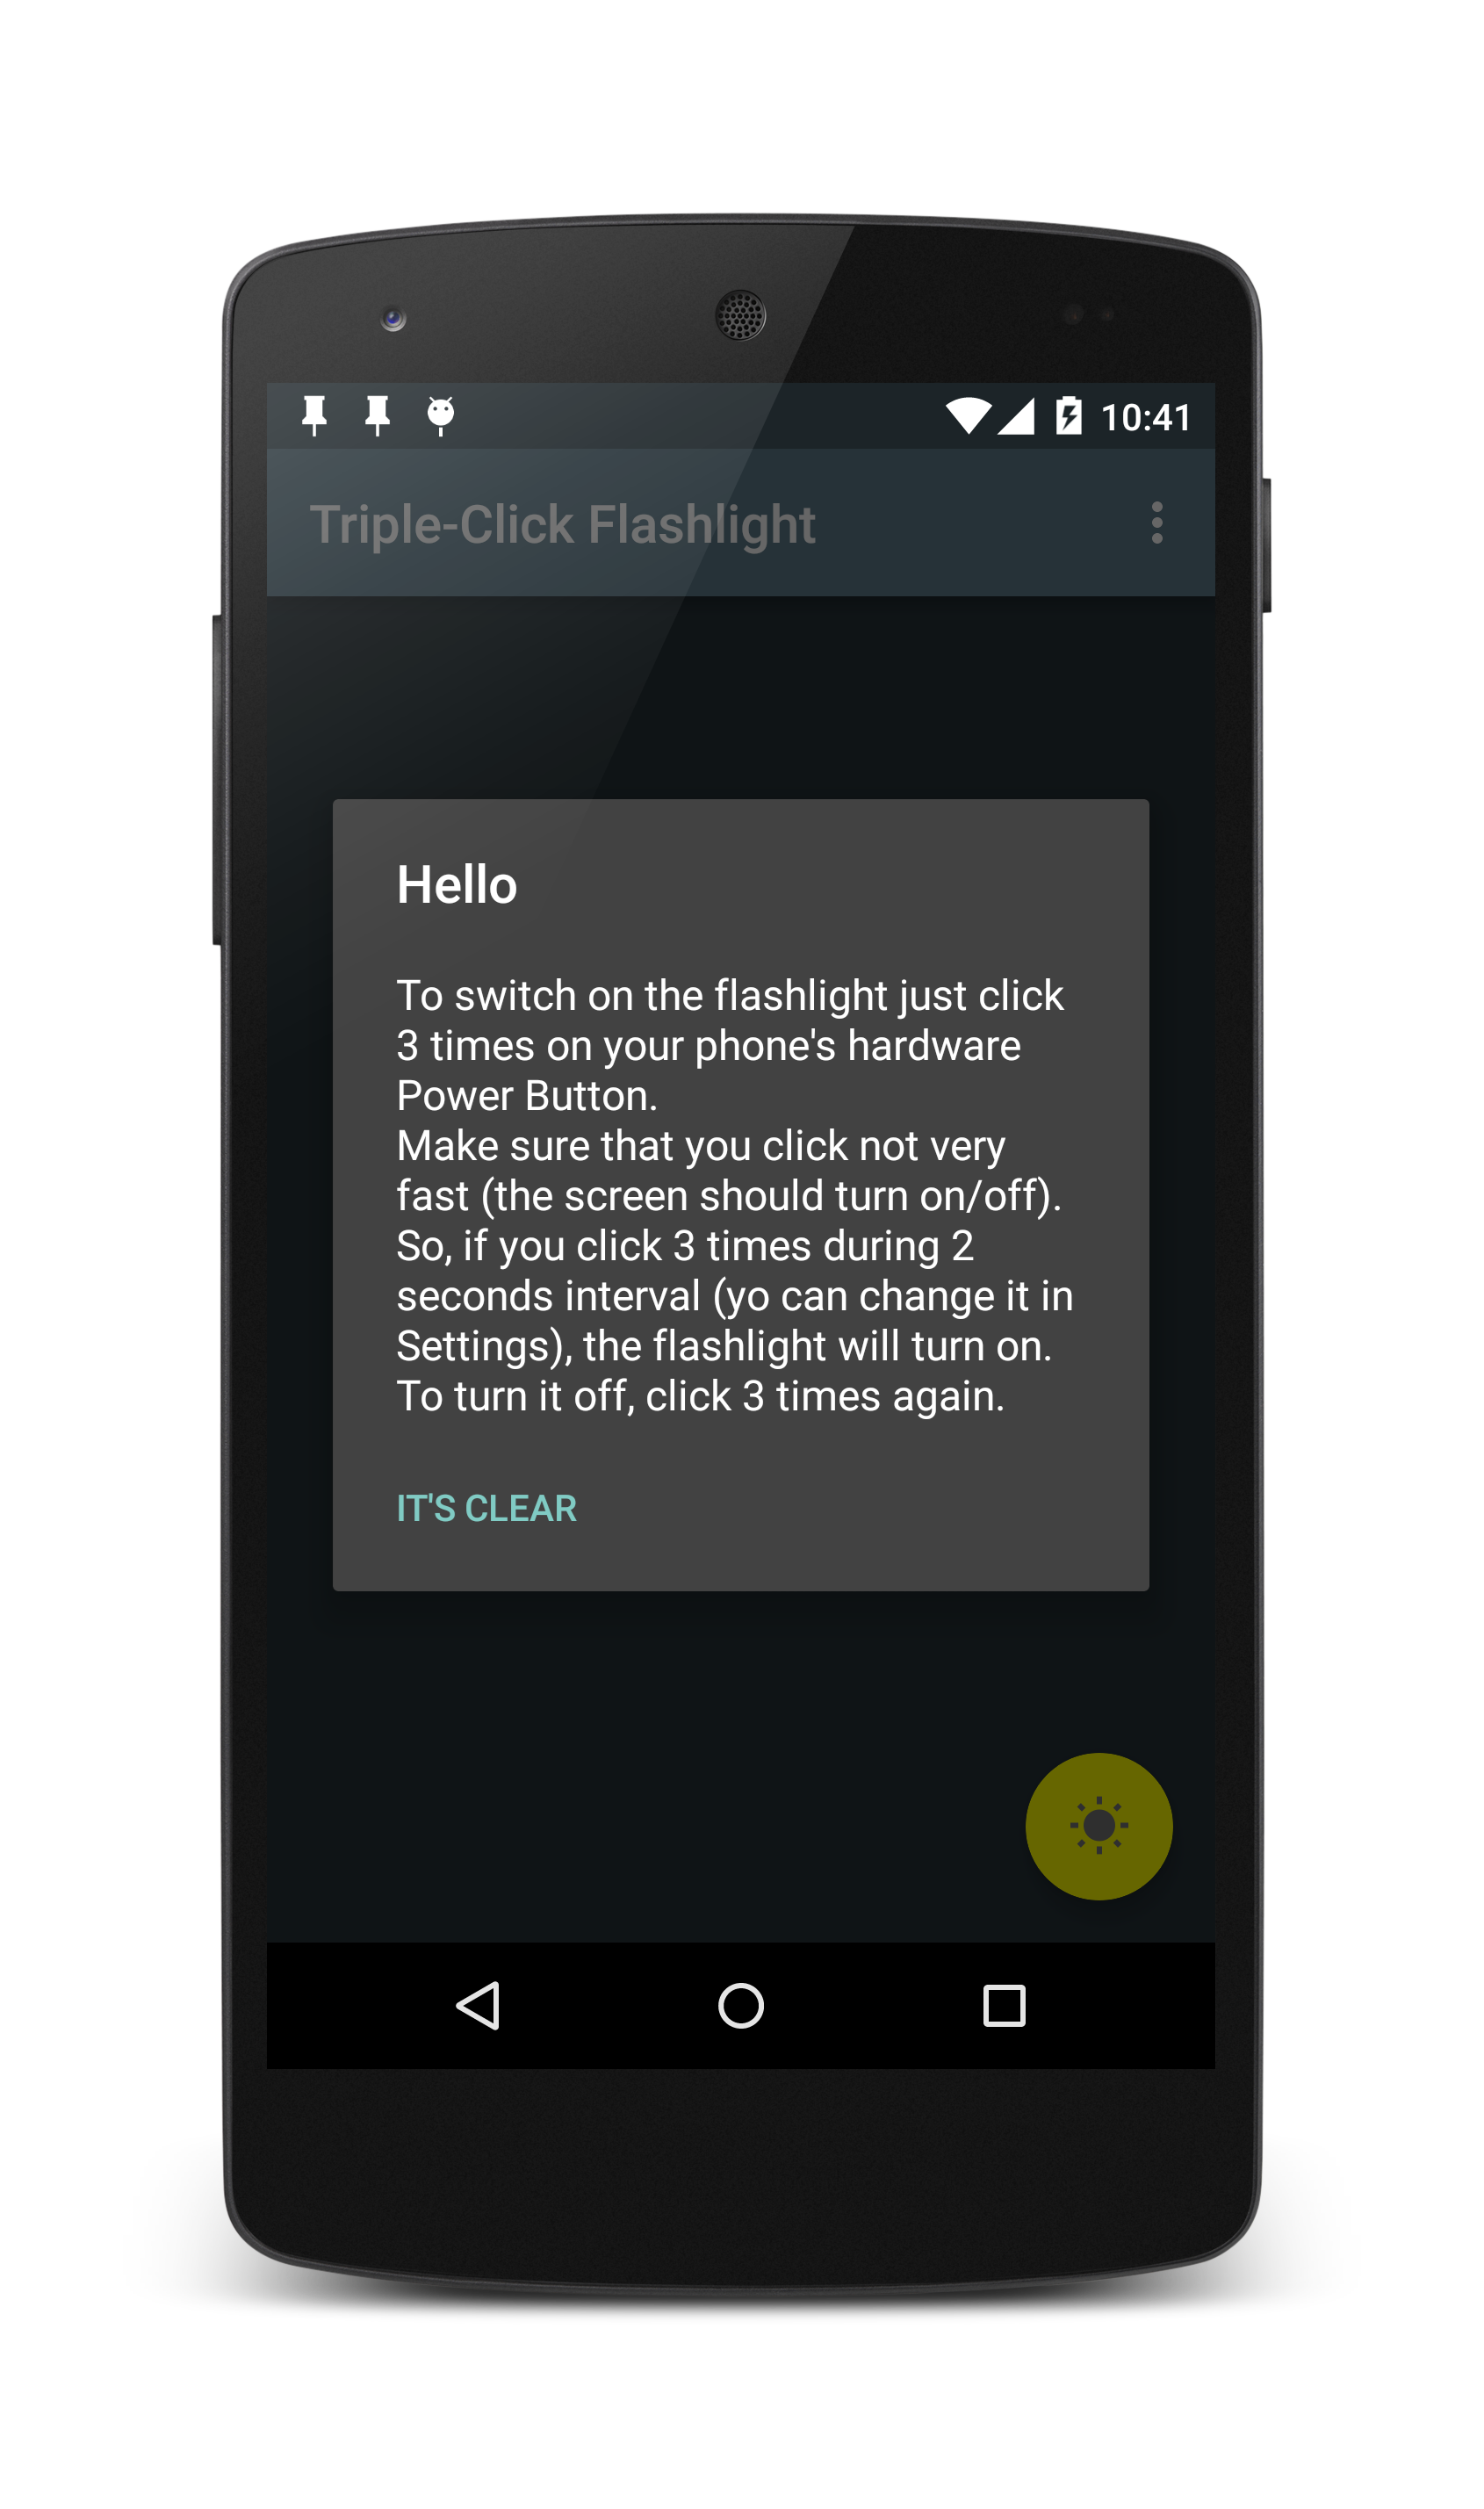 10:41
Triple-Click Flashlight
Hello
To switch on the flashlight just click
3 times on your phone's hardware
Power Button.
Make sure that you click not very
fast (the screen should turn on/off).
So, if you click 3 times during 2
seconds interval (yo can change it in
Settings), the flashlight will turn on.
To turn it off, click 3 times again.
IT'S CLEAR